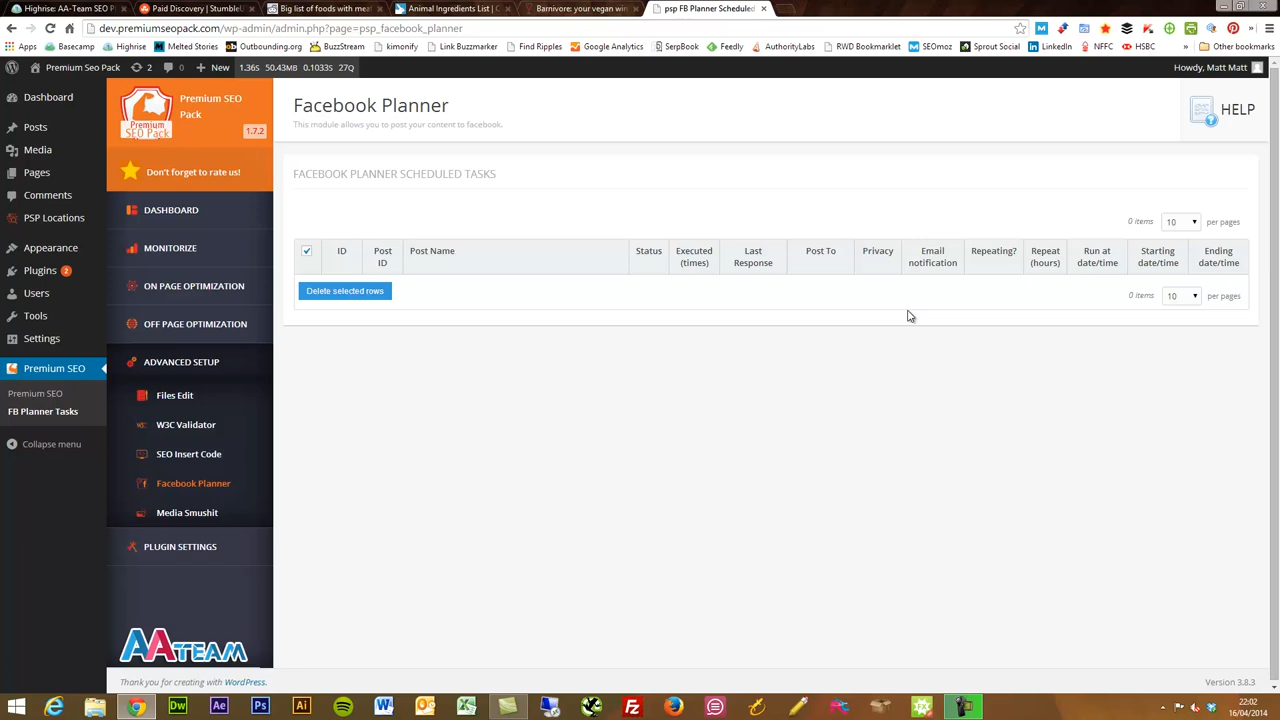 Highrise: AA-Team SEO P
Paid Discovery | Stumble
Big list of foods with meat
Animal Ingredients List | C
Barnivore: your vegan win
psp FB Planner Scheduled
dev.premiumseopack.com/wp-admin/admin.php?page=psp_facebook_planner
Apps
Basecamp
Highrise
Melted Stories
Outbounding.org
BuzzStream
kimonify
Link Buzzmarker
Find Ripples
Google Analytics
SerpBook
Feedly
AuthorityLabs
RWD Bookmarklet
SEOmoz
Sprout Social
LinkedIn
NFFC
HSBC
»
Other bookmarks
Premium Seo Pack
2
0
+ New
1.36S 50.43MB 0.1033S 27Q
Howdy, Matt Matt
Dashboard
Posts
Media
Pages
Comments
PSP Locations
Appearance
Plugins 2
Users
Tools
Settings
Premium SEO
Premium SEO
FB Planner Tasks
Collapse menu
Premium
SEO PACK
Premium SEO
Pack
1.7.2
Don't forget to rate us!
DASHBOARD
MONITORIZE
ON PAGE OPTIMIZATION
OFF PAGE OPTIMIZATION
ADVANCED SETUP
Files Edit
W3C Validator
SEO Insert Code
Facebook Planner
Media Smushit
PLUGIN SETTINGS
AATEAM
Facebook Planner
This module allows you to post your content to facebook.
HELP
FACEBOOK PLANNER SCHEDULED TASKS
0 items 10 per pages
ID
Post
ID
Post Name
Status
Executed
(times)
Last
Response
Post To
Privacy
Email
notification
Repeating?
Repeat
(hours)
Run at
date/time
Starting
date/time
Ending
date/time
Delete selected rows
0 items 10 per pages
Thank you for creating with WordPress.
Version 3.8.3
22:02
16/04/2014